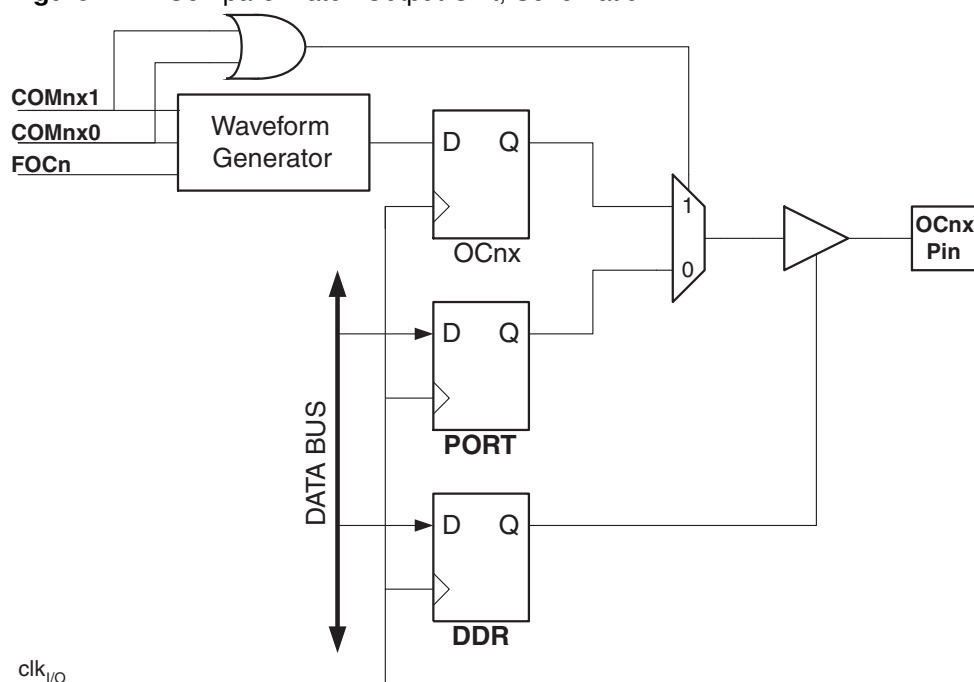 COMnx1
COMnx0
FOCn
Waveform
Generator
D Q
OCnx
1
0
OCnx
Pin
D Q
PORT
DATA BUS
D Q
DDR
clkI/O